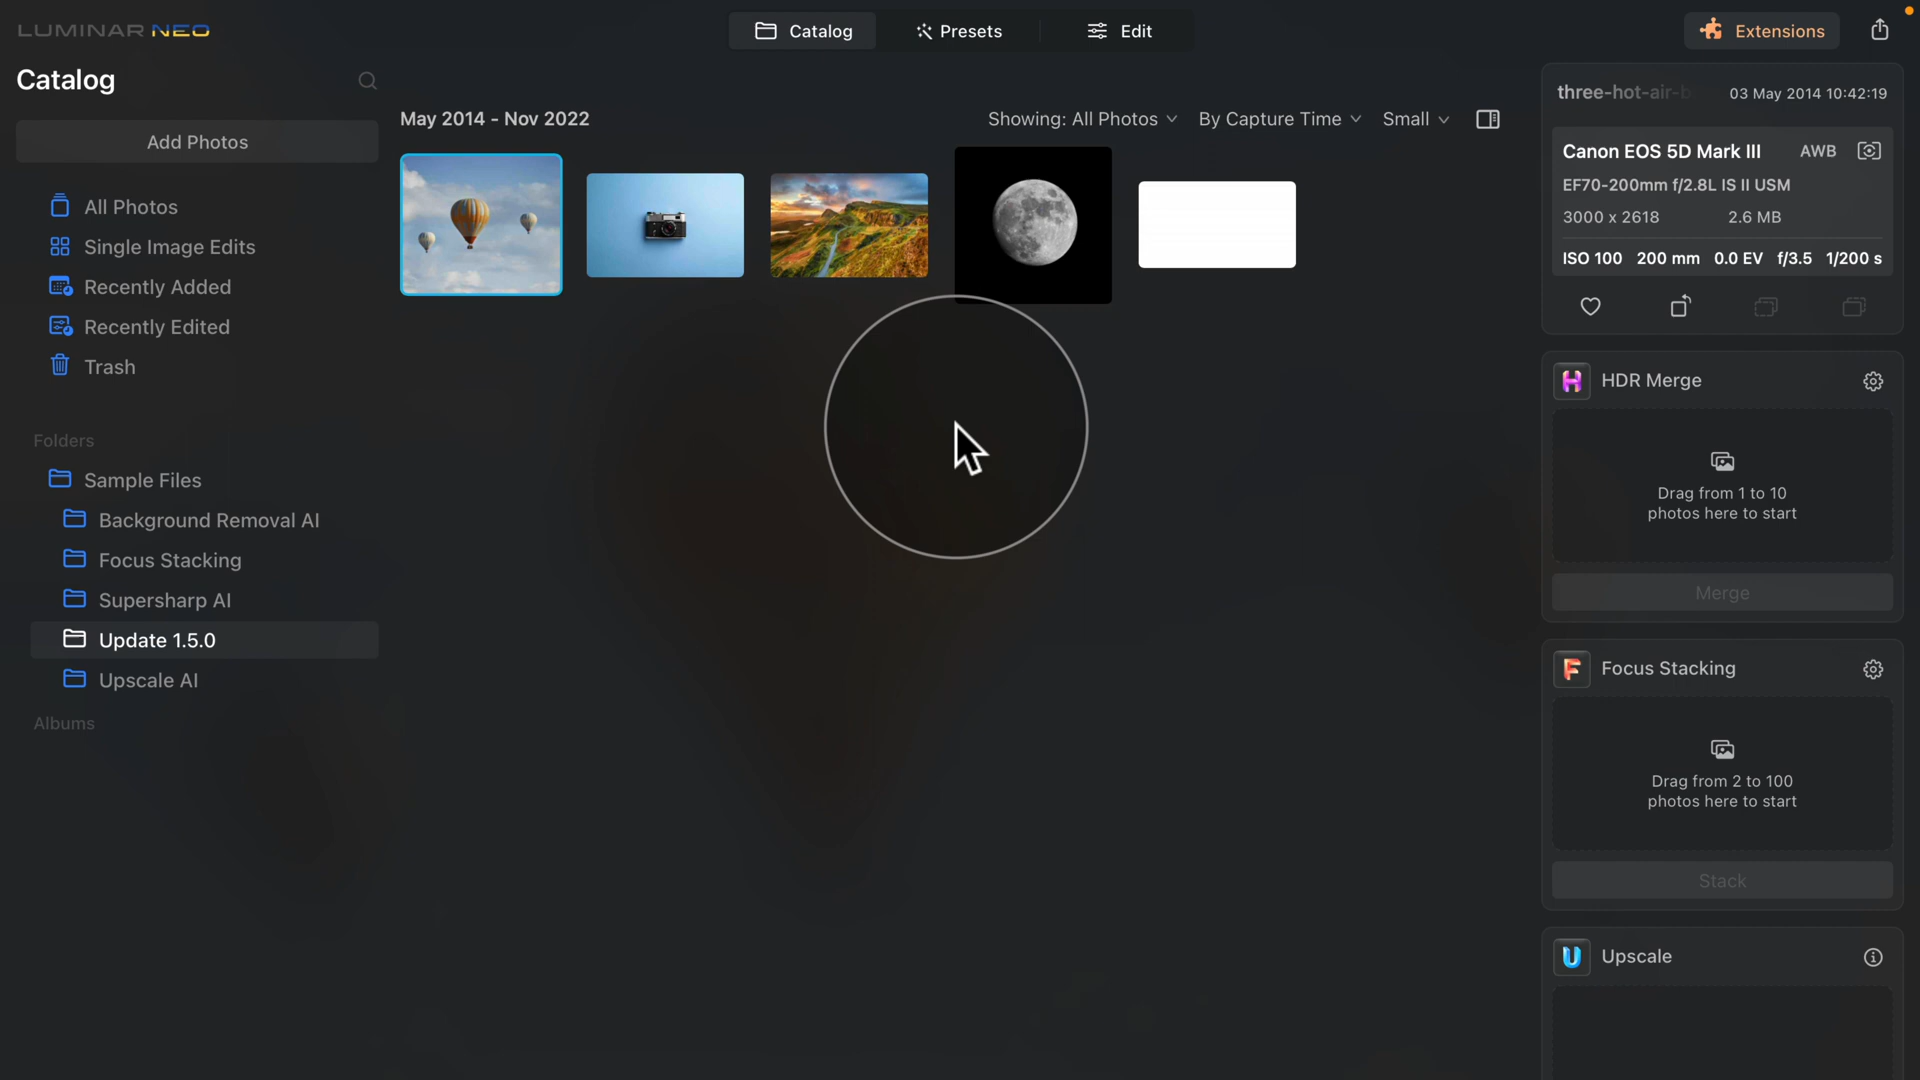 LUMINAR NEO
Catalog
Presets
Edit
Extensions
Catalog
Add Photos
All Photos
Single Image Edits
Recently Added
Recently Edited
Trash
Folders
Sample Files
Background Removal AI
Focus Stacking
Supersharp AI
Update 1.5.0
Upscale AI
Albums
May 2014 - Nov 2022
Showing: All Photos
By Capture Time
Small
three-hot-air-b
03 May 2014 10:42:19
Canon EOS 5D Mark III AWB
EF70-200mm f/2.8L IS II USM
3000 x 2618 2.6 MB
ISO 100 200 mm 0.0 EV f/3.5 1/200 s
HDR Merge
Drag from 1 to 10
photos here to start
Merge
Focus Stacking
Drag from 2 to 100
photos here to start
Stack
Upscale